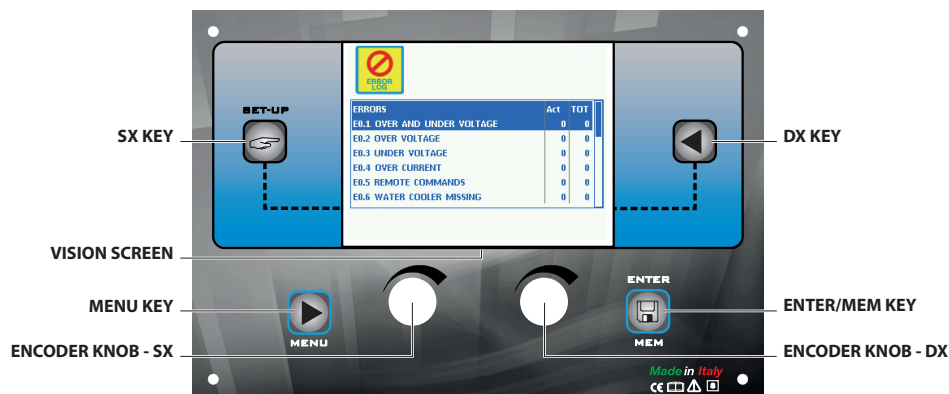 ERROR
LOG
ERRORS Act TOT
E0.1 OVER AND UNDER VOLTAGE 0 0
E0.2 OVER VOLTAGE 0 0
E0.3 UNDER VOLTAGE 0 0
E0.4 OVER CURRENT 0 0
E0.5 REMOTE COMMANDS 0 0
E0.6 WATER COOLER MISSING 0 0
SET-UP
SX KEY
DX KEY
VISION SCREEN
ENTER
MENU KEY
ENTER/MEM KEY
MENU
MEM
ENCODER KNOB - SX
ENCODER KNOB - DX
Made in Italy
CE